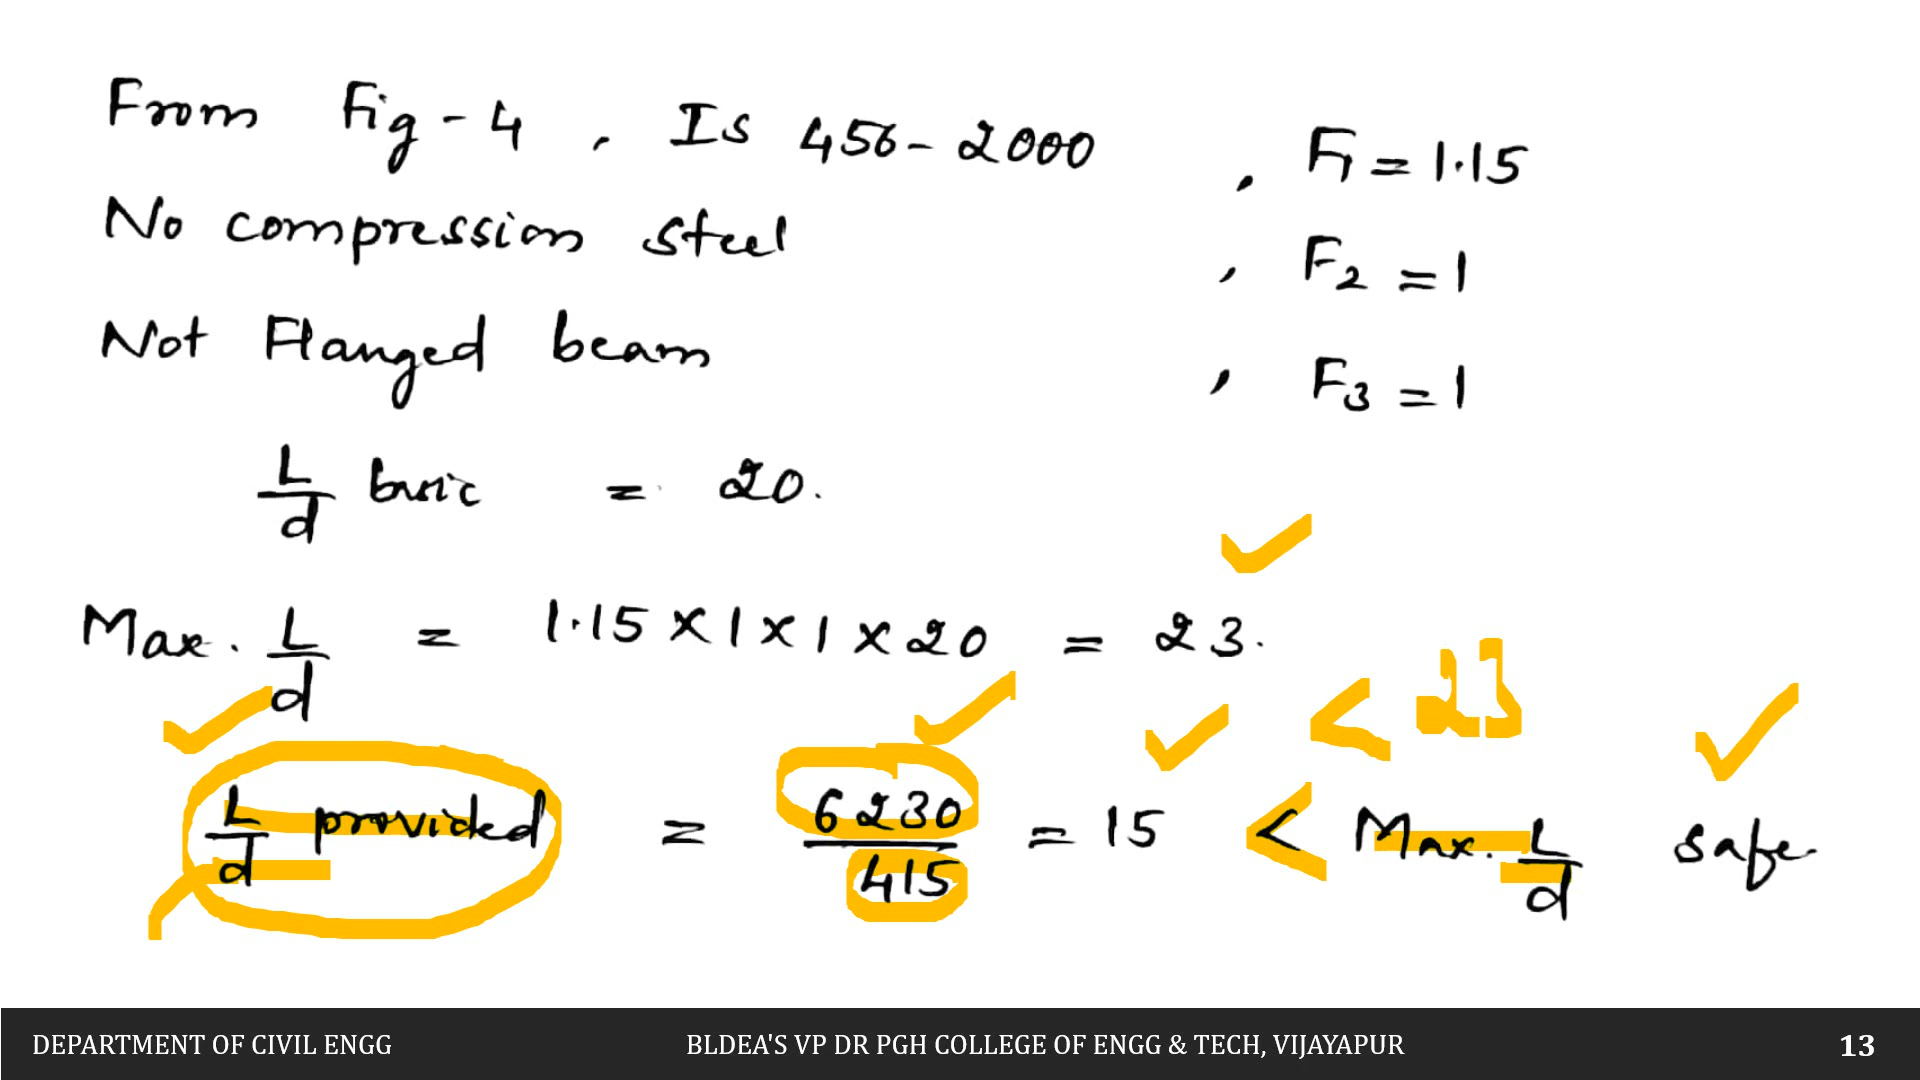 From Fig-4, Is 456-2000, F1 = 1.15
No compression steel, F2 = 1
Not Flanged beam, F3 = 1
L/d basic = 20.
Max. L/d = 1.15 x 1 x 1 x 20 = 23.
< 23
L/d provided = 6230/415 = 15 < Max. L/d safe.
DEPARTMENT OF CIVIL ENGG BLDEA'S VP DR PGH COLLEGE OF ENGG & TECH, VIJAYAPUR 13